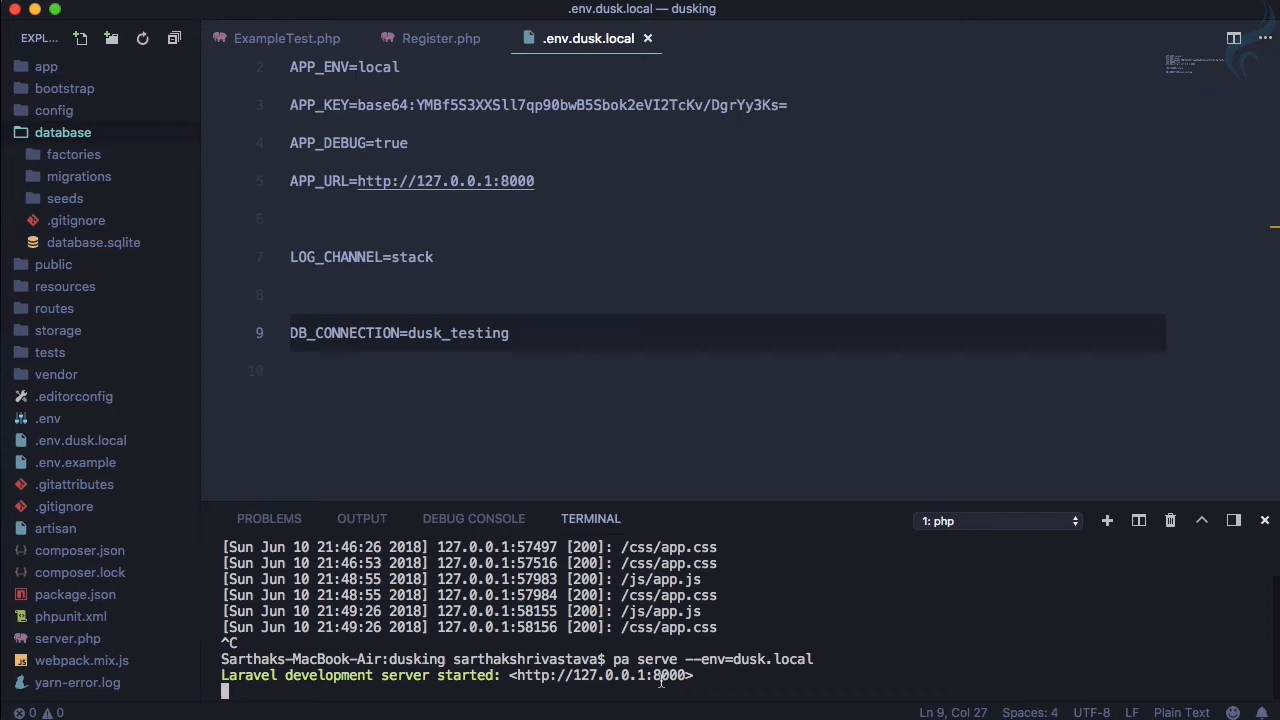 .env.dusk.local — dusking
EXPL...
ExampleTest.php
Register.php
.env.dusk.local
app
bootstrap
config
database
factories
migrations
seeds
.gitignore
database.sqlite
public
resources
routes
storage
tests
vendor
.editorconfig
.env
.env.dusk.local
.env.example
.gitattributes
.gitignore
artisan
composer.json
composer.lock
package.json
phpunit.xml
server.php
webpack.mix.js
yarn-error.log
2 APP_ENV=local
3 APP_KEY=base64:YMBf5S3XXSll7qp90bwB5Sbok2eVI2TcKv/DgrYy3Ks=
4 APP_DEBUG=true
5 APP_URL=http://127.0.0.1:8000
6
7 LOG_CHANNEL=stack
8
9 DB_CONNECTION=dusk_testing
10
PROBLEMS OUTPUT DEBUG CONSOLE TERMINAL 1: php
[Sun Jun 10 21:46:26 2018] 127.0.0.1:57497 [200]: /css/app.css
[Sun Jun 10 21:46:53 2018] 127.0.0.1:57516 [200]: /css/app.css
[Sun Jun 10 21:48:55 2018] 127.0.0.1:57983 [200]: /js/app.js
[Sun Jun 10 21:48:55 2018] 127.0.0.1:57984 [200]: /css/app.css
[Sun Jun 10 21:49:26 2018] 127.0.0.1:58155 [200]: /js/app.js
[Sun Jun 10 21:49:26 2018] 127.0.0.1:58156 [200]: /css/app.css
^C
Sarthaks-MacBook-Air:dusking sarthakshrivastava$ pa serve --env=dusk.local
Laravel development server started: <http://127.0.0.1:8000>
0 0 Ln 9, Col 27 Spaces: 4 UTF-8 LF Plain Text